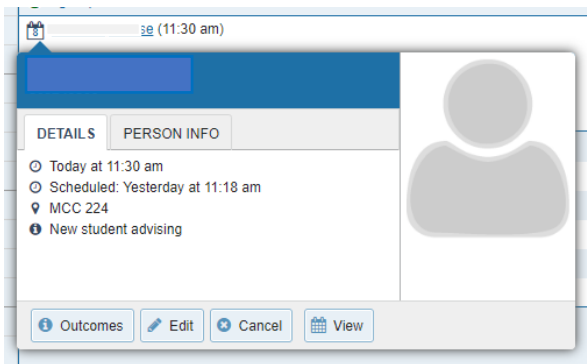 8 se (11:30 am)
DETAILS PERSON INFO
Today at 11:30 am
Scheduled: Yesterday at 11:18 am
MCC 224
New student advising
Outcomes Edit Cancel View